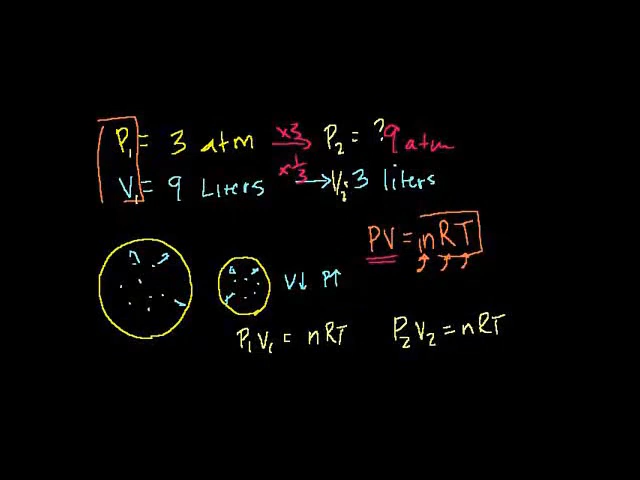 P₁ = 3 atm ×3 P₂ = ? 9 atm
V₁ = 9 Liters ×1/3 → V₂ = 3 liters
PV = nRT
V↓ P↑
P₁V₁ = nRT P₂V₂ = nRT